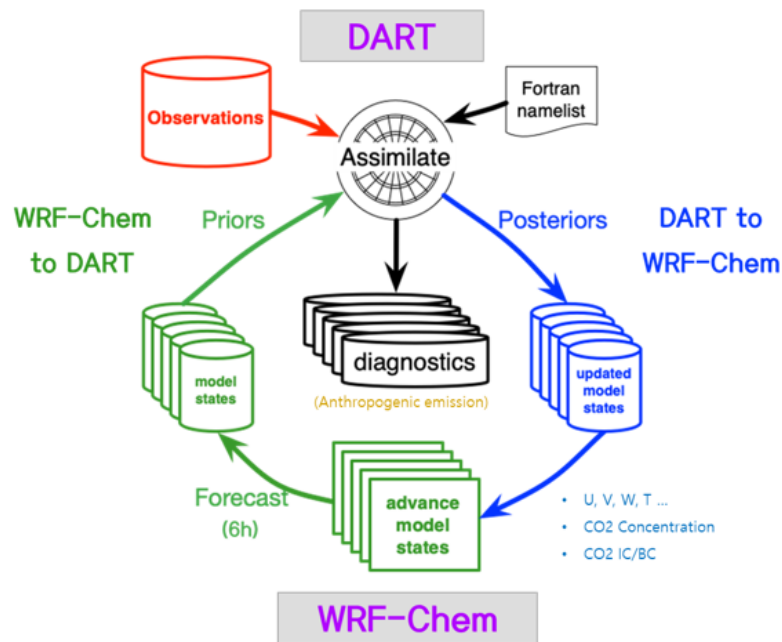 DART
Observations
Fortran
namelist
Assimilate
WRF-Chem
to DART
Priors
Posteriors
DART to
WRF-Chem
model
states
diagnostics
(Anthropogenic emission)
updated
model
states
Forecast
(6h)
advance
model
states
• U, V, W, T ...
• CO2 Concentration
• CO2 IC/BC
WRF-Chem